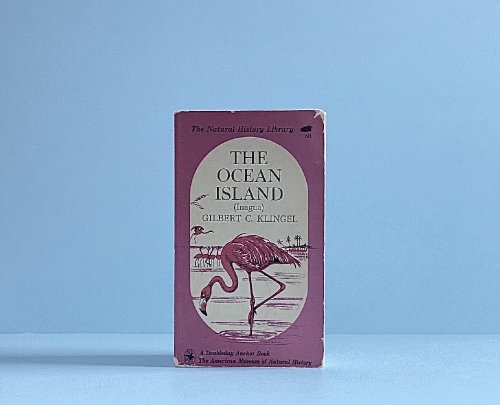 The Natural History Library
THE
OCEAN
ISLAND
(Inagua)
GILBERT C. KLINGEL
A Doubleday Anchor Book
The American Museum of Natural History